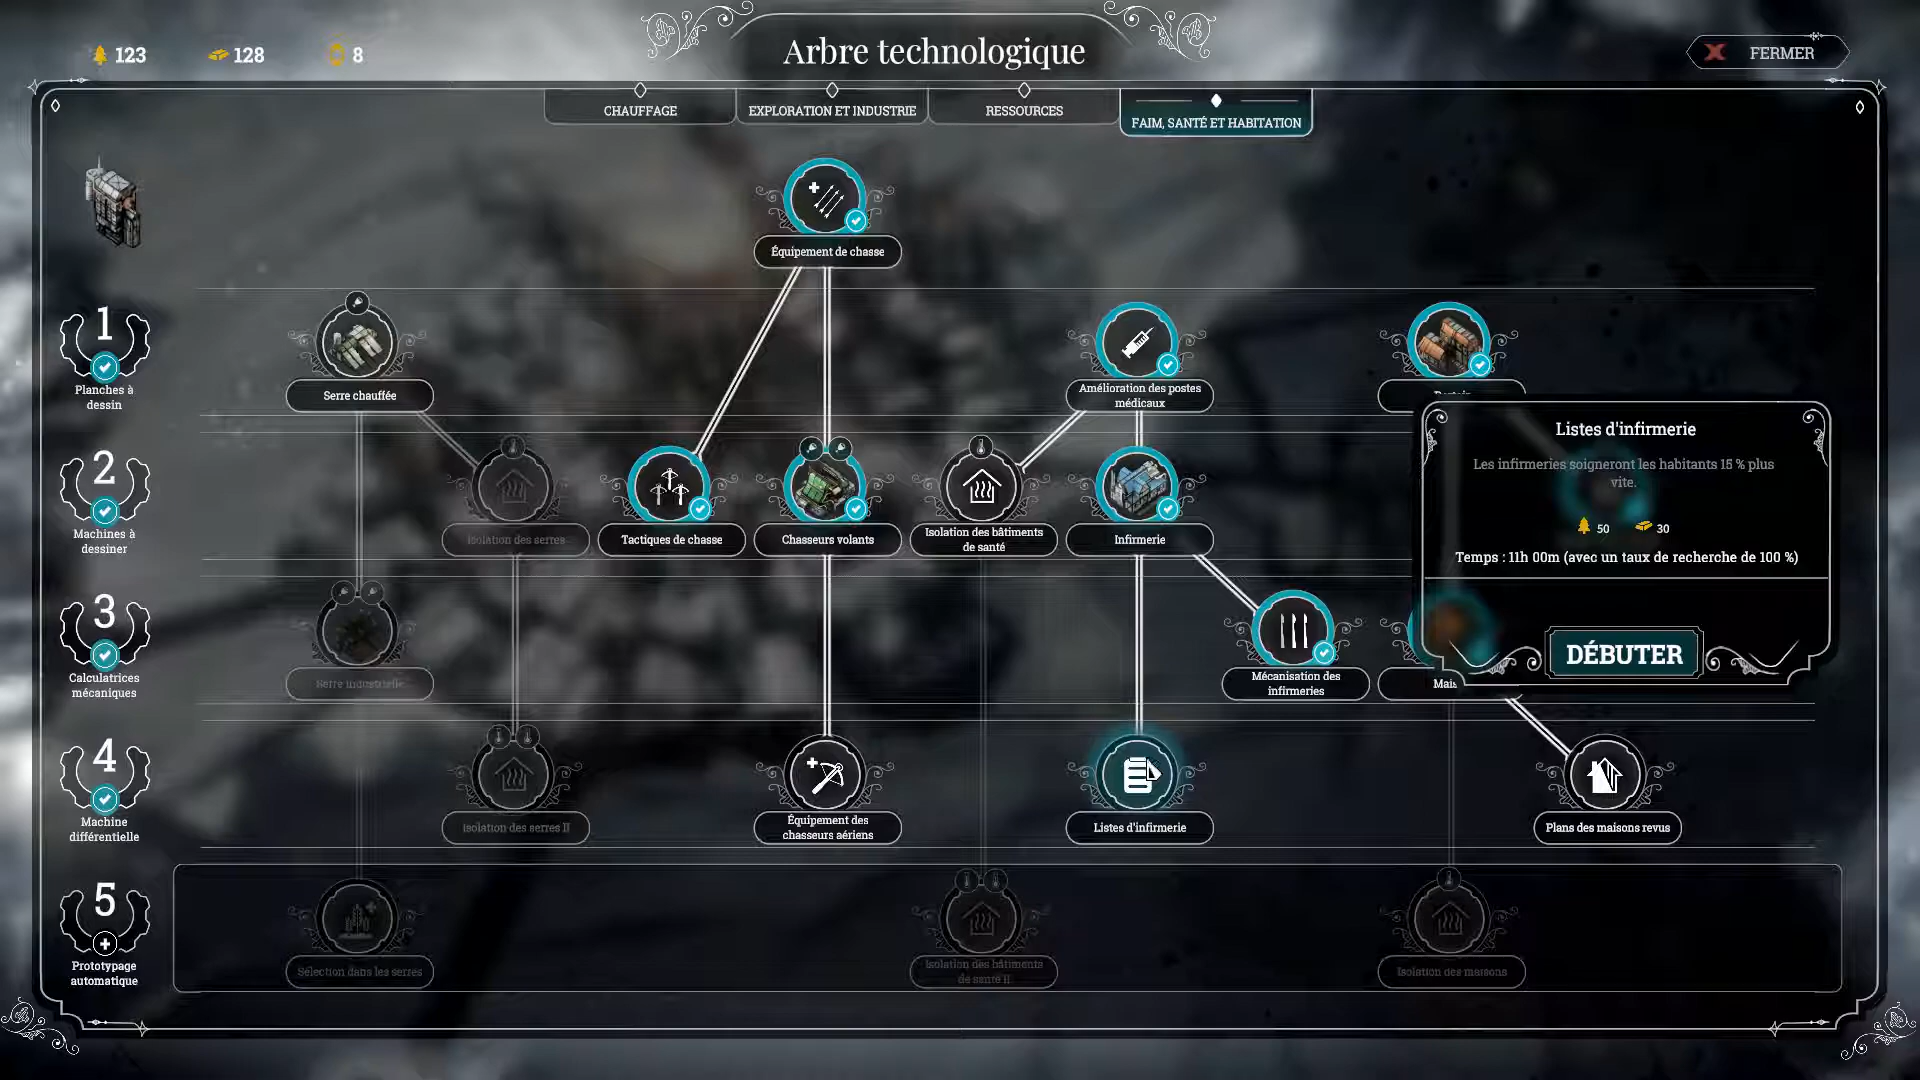 123
128
8
Arbre technologique
FERMER
CHAUFFAGE
EXPLORATION ET INDUSTRIE
RESSOURCES
FAIM, SANTÉ ET HABITATION
Équipement de chasse
1
Planches à
dessin
Serre chauffée
Amélioration des postes
médicaux
2
Machines à
dessiner
Isolation des serres
Tactiques de chasse
Chasseurs volants
Isolation des bâtiments
de santé
Infirmerie
Listes d'infirmerie
Les infirmeries soigneront les habitants 15 % plus
vite.
50
30
Temps : 11h 00m (avec un taux de recherche de 100 %)
DÉBUTER
3
Calculatrices
mécaniques
Serre industrielle
Mécanisation des
infirmeries
Mais
4
Machine
différentielle
Isolation des serres II
Équipement des
chasseurs aériens
Listes d'infirmerie
Plans des maisons revus
5
Prototypage
automatique
Sélection dans les serres
Isolation des bâtiments
de santé II
Isolation des maisons